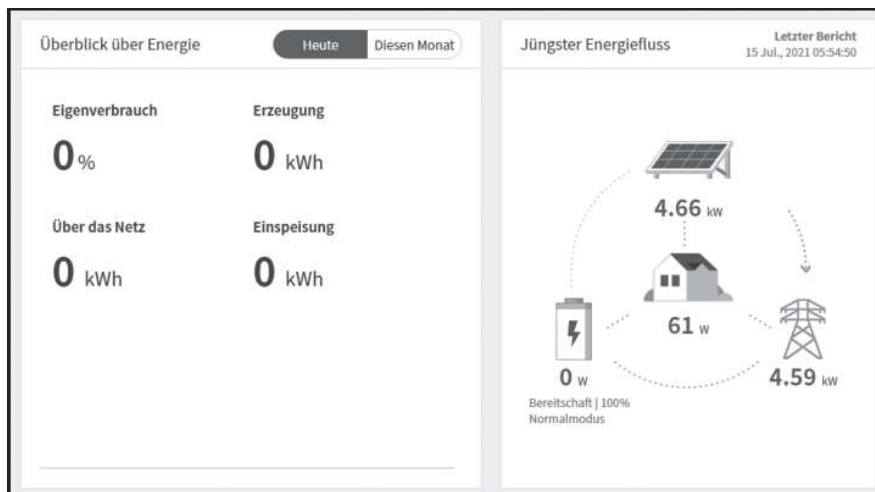 Überblick über Energie
Heute
Diesen Monat
Eigenverbrauch
Erzeugung
0 %
0 kWh
Über das Netz
Einspeisung
0 kWh
0 kWh
Jüngster Energiefluss
Letzter Bericht
15 Jul., 2021 05:54:50
4.66 kW
61 W
0 W
Bereitschaft | 100%
Normalmodus
4.59 kW